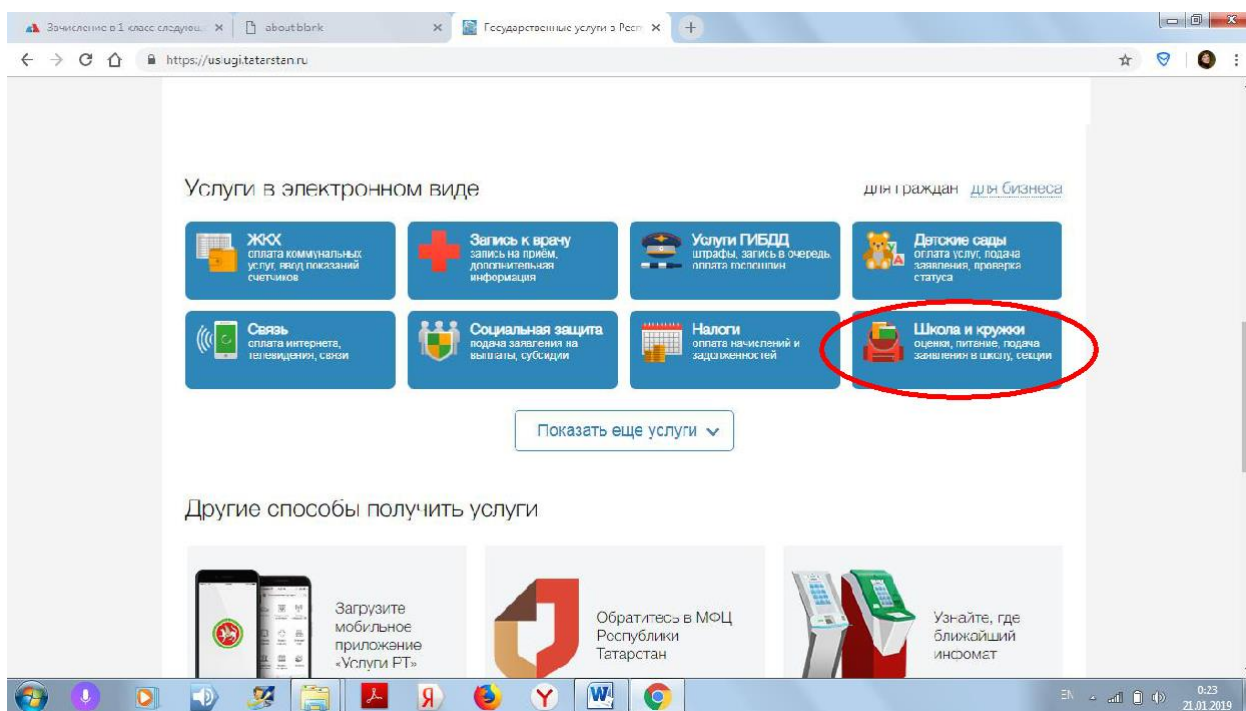 Зачисление в 1 класс следующ
about:blank
Государственные услуги в Респ
https://uslugi.tatarstan.ru
Услуги в электронном виде
для граждан для бизнеса
ЖКХ
оплата коммунальных
услуг, ввод показаний
счетчиков
Запись к врачу
запись на приём,
дополнительная
информация
Услуги ГИБДД
штрафы, запись в очередь,
оплата госпошлин
Детские сады
оплата услуг, подача
заявления, проверка
статуса
Связь
оплата интернета,
телевидения, связи
Социальная защита
подача заявления на
выплаты, субсидии
Налоги
оплата начислений и
задолженностей
Школа и кружки
оценки, питание, подача
заявления в школу, секции
Показать еще услуги
Другие способы получить услуги
Загрузите
мобильное
приложение
«Услуги РТ»
Обратитесь в МФЦ
Республики
Татарстан
Узнайте, где
ближайший
инфомат
EN
0:23
21.01.2019